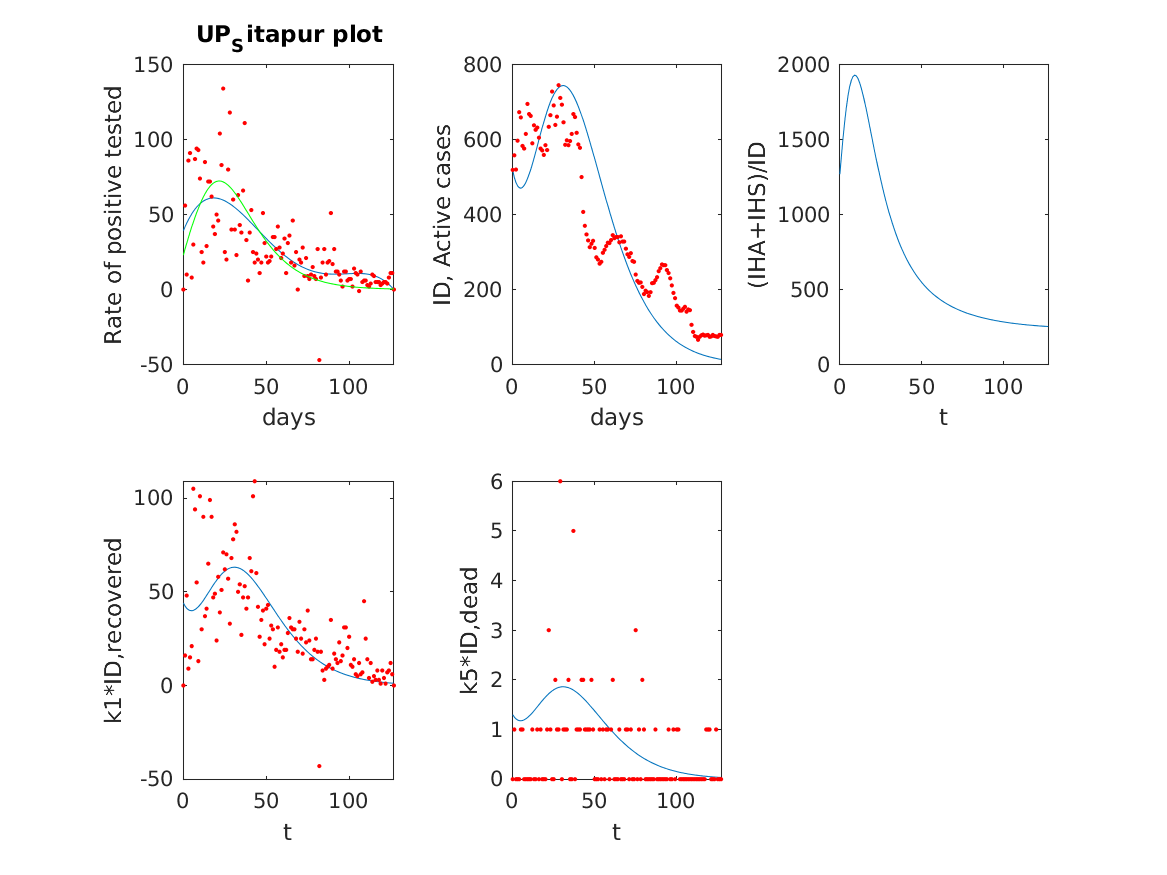 UP_Sitapur plot
150
100
50
0
-50
Rate of positive tested
0 50 100
days
800
600
400
200
0
ID, Active cases
0 50 100
days
2000
1500
1000
500
0
(IHA+IHS)/ID
0 50 100
t
100
50
0
-50
k1*ID,recovered
0 50 100
t
6
5
4
3
2
1
0
k5*ID,dead
0 50 100
t